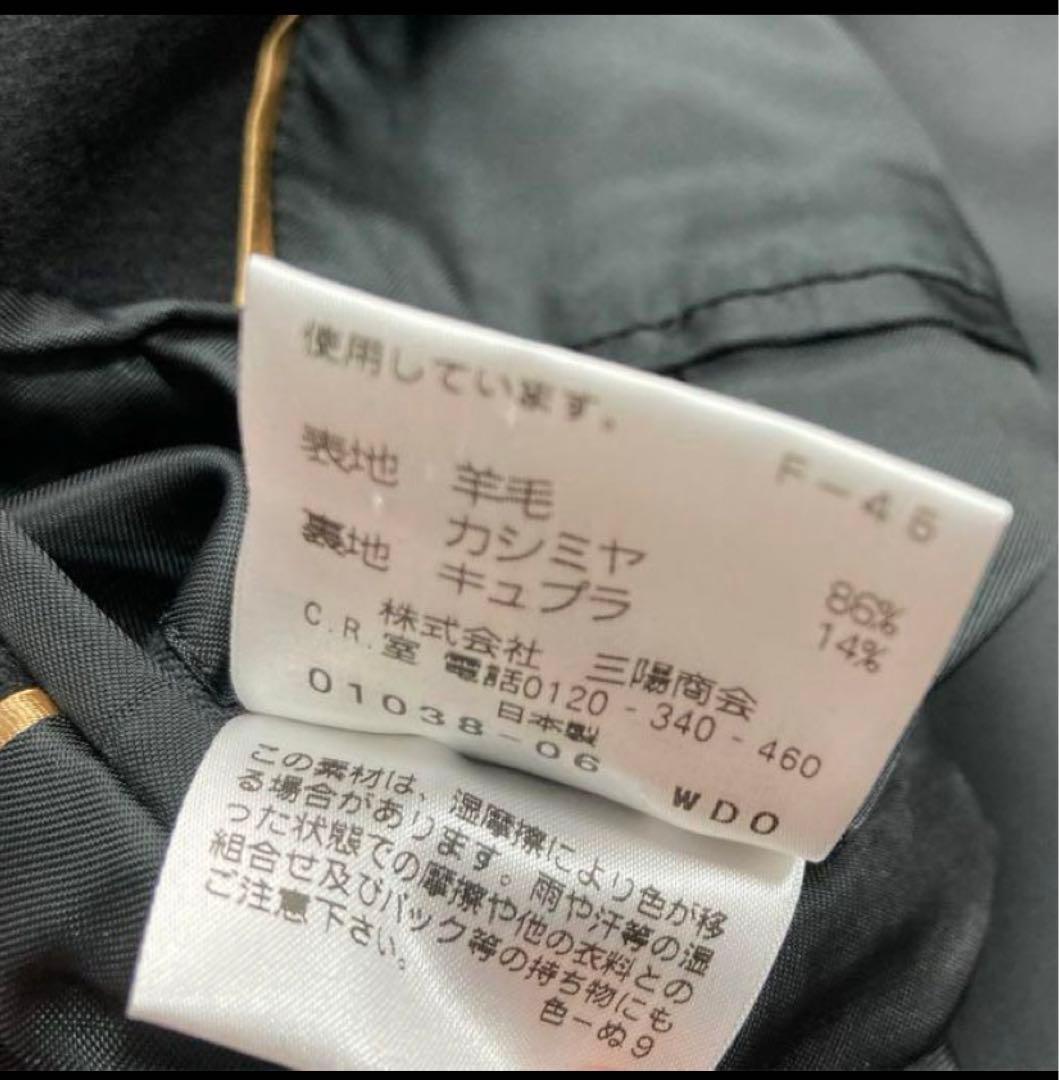 使用しています。
F-45
表地 羊毛 86%
カシミヤ 14%
裏地 キュプラ
株式会社 三陽商会
C.R.室 電話0120-340-460
日本製
01038-06 WDO
この素材は、湿摩擦により色が移
る場合があります。雨や汗等の湿
った状態での摩擦や他の衣料との
組合せ及びバック等の持ち物にも
ご注意下さい。
色-ぬ9